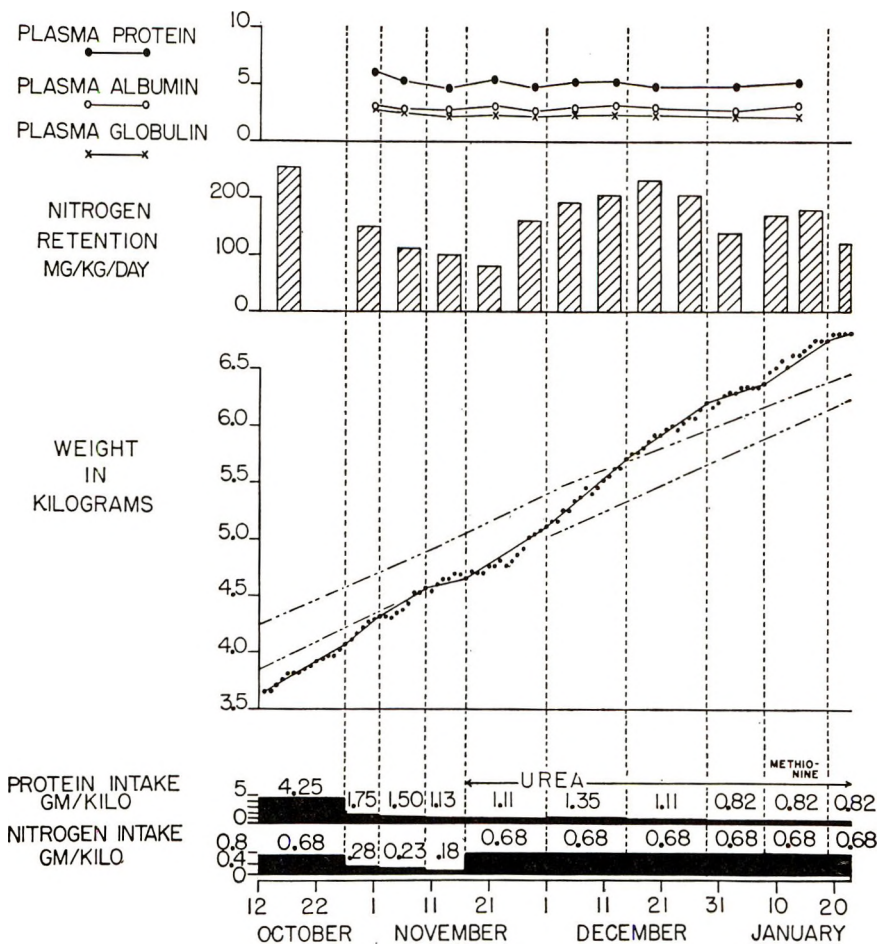 PLASMA PROTEIN
PLASMA ALBUMIN
PLASMA GLOBULIN
10
5
0
NITROGEN
RETENTION
MG/KG/DAY
200
100
0
WEIGHT
IN
KILOGRAMS
6.5
6.0
5.5
5.0
4.5
4.0
3.5
METHIO-
NINE
UREA
PROTEIN INTAKE
GM/KILO
5
0
4.25 1.75 1.50 1.13 1.11 1.35 1.11 0.82 0.82 0.82
NITROGEN INTAKE
GM/KILO
0.8
0.4
0
0.68 .28 0.23 .18 0.68 0.68 0.68 0.68 0.68 0.68
12 22 1 11 21 1 11 21 31 10 20
OCTOBER NOVEMBER DECEMBER JANUARY